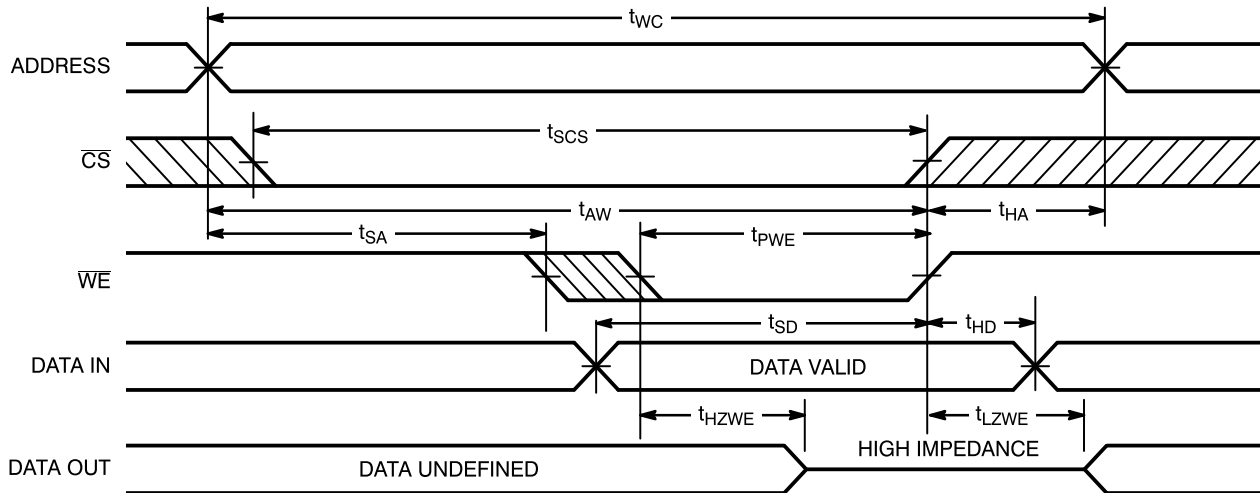 tWC
ADDRESS
tSCS
CS
tAW
tHA
tSA
tPWE
WE
tSD
tHD
DATA IN
DATA VALID
tHZWE
tLZWE
HIGH IMPEDANCE
DATA OUT
DATA UNDEFINED